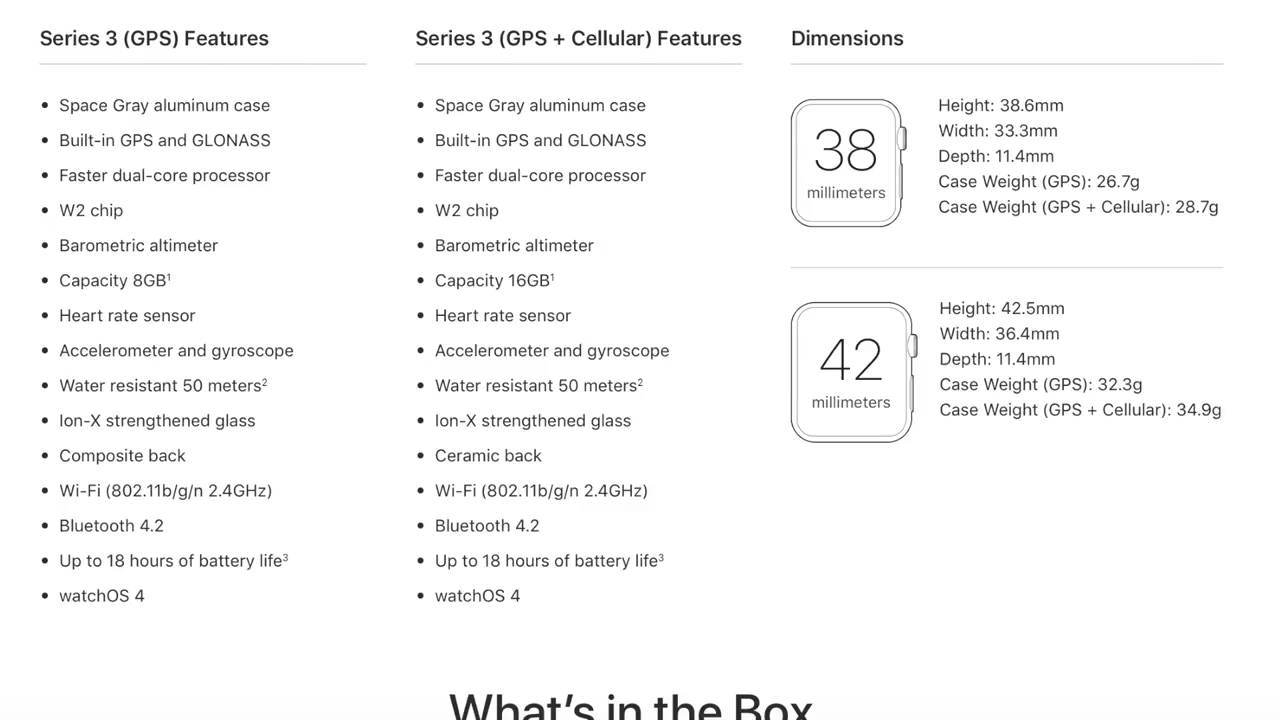 Series 3 (GPS) Features
Space Gray aluminum case
Built-in GPS and GLONASS
Faster dual-core processor
W2 chip
Barometric altimeter
Capacity 8GB¹
Heart rate sensor
Accelerometer and gyroscope
Water resistant 50 meters²
Ion-X strengthened glass
Composite back
Wi-Fi (802.11b/g/n 2.4GHz)
Bluetooth 4.2
Up to 18 hours of battery life³
watchOS 4
Series 3 (GPS + Cellular) Features
Space Gray aluminum case
Built-in GPS and GLONASS
Faster dual-core processor
W2 chip
Barometric altimeter
Capacity 16GB¹
Heart rate sensor
Accelerometer and gyroscope
Water resistant 50 meters²
Ion-X strengthened glass
Ceramic back
Wi-Fi (802.11b/g/n 2.4GHz)
Bluetooth 4.2
Up to 18 hours of battery life³
watchOS 4
Dimensions
38
millimeters
Height: 38.6mm
Width: 33.3mm
Depth: 11.4mm
Case Weight (GPS): 26.7g
Case Weight (GPS + Cellular): 28.7g
42
millimeters
Height: 42.5mm
Width: 36.4mm
Depth: 11.4mm
Case Weight (GPS): 32.3g
Case Weight (GPS + Cellular): 34.9g
What's in the Box